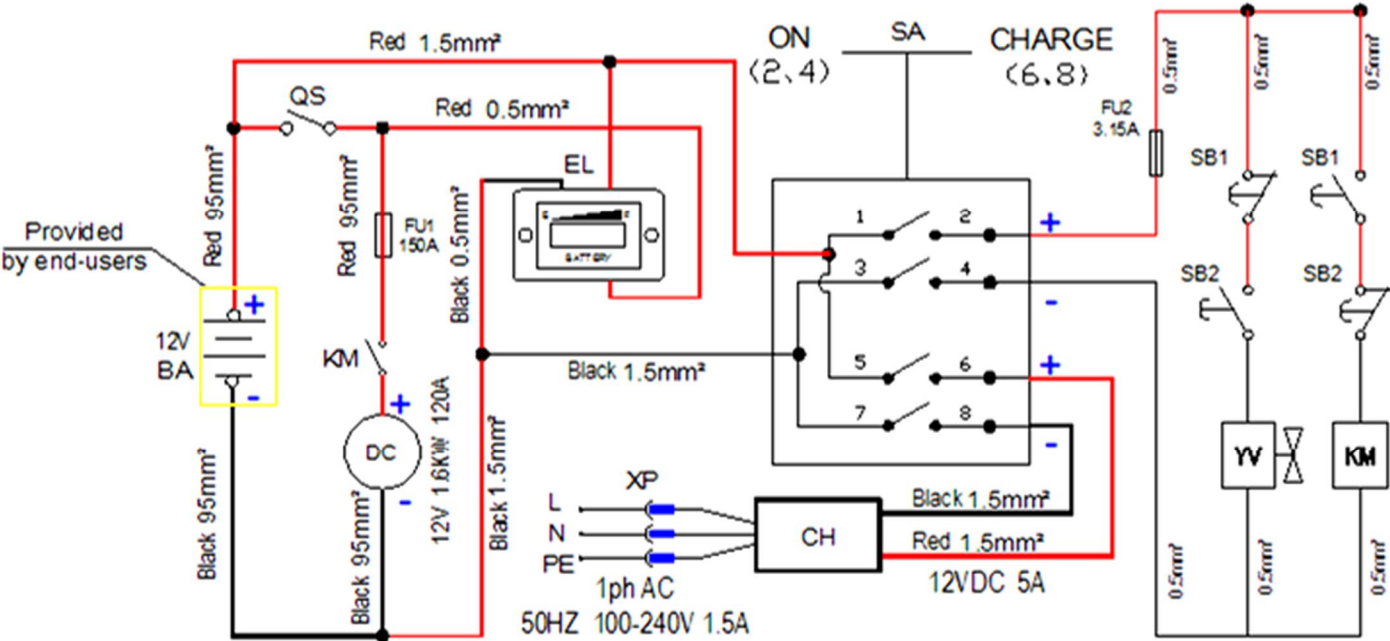 Red 1.5mm²
QS
Red 0.5mm²
ON
(2、4)
SA
CHARGE
(6.8)
FU2
3.15A
0.5mm²
0.5mm²
0.5mm²
Provided
by end-users
Red 95mm²
Red 95mm²
FU1
150A
Black 0.5mm²
EL
E
F
BATTERY
1 2
+
3 4
-
5 6
+
7 8
-
SB1
SB1
SB2
SB2
+
12V
BA
-
KM
+
DC
-
12V 1.6KW 120A
Black 1.5mm²
Black 1.5mm²
YV
KM
Black 95mm²
Black 95mm²
XP
L
N
PE
1ph AC
50HZ 100-240V 1.5A
CH
Black 1.5mm²
Red 1.5mm²
12VDC 5A
0.5mm²
0.5mm²
0.5mm²